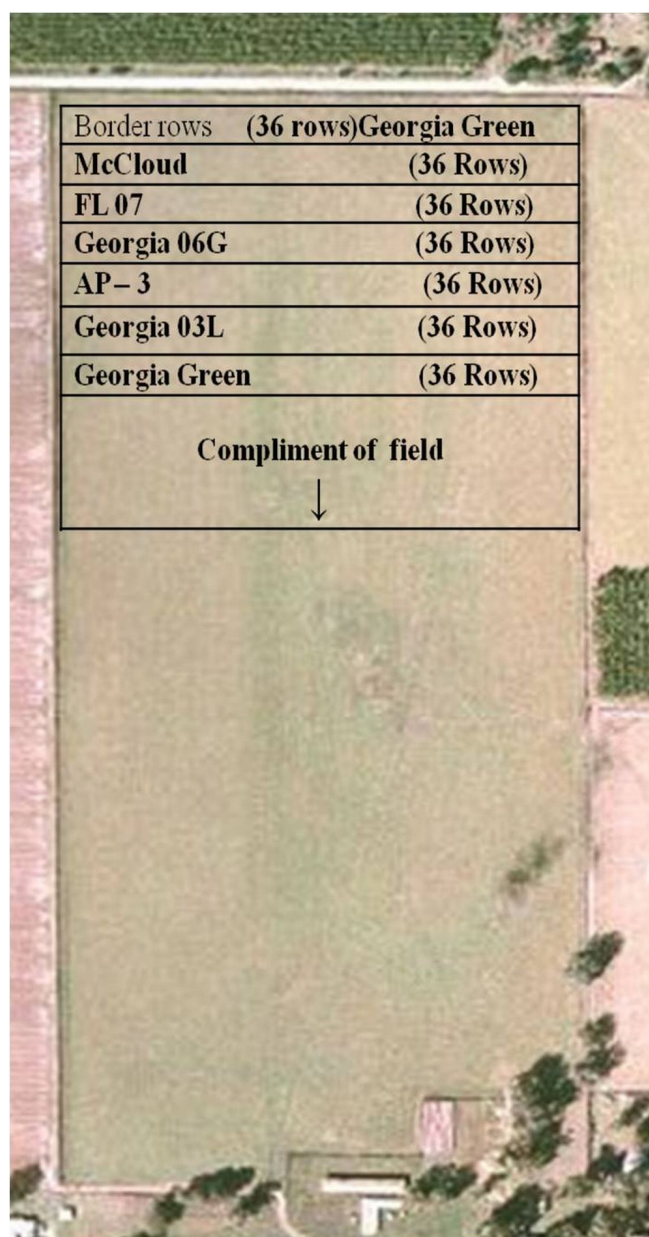 Border rows (36 rows)Georgia Green
McCloud (36 Rows)
FL 07 (36 Rows)
Georgia 06G (36 Rows)
AP– 3 (36 Rows)
Georgia 03L (36 Rows)
Georgia Green (36 Rows)
Compliment of field
↓